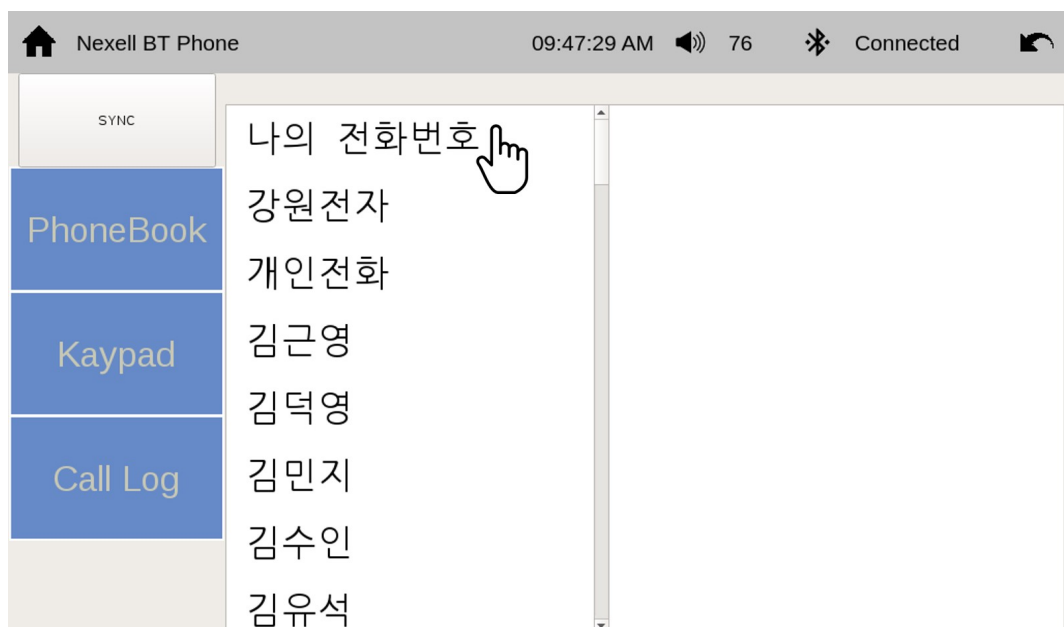 Nexell BT Phone 09:47:29 AM 76 Connected
SYNC
PhoneBook
Kaypad
Call Log
나의 전화번호
강원전자
개인전화
김근영
김덕영
김민지
김수인
김유석